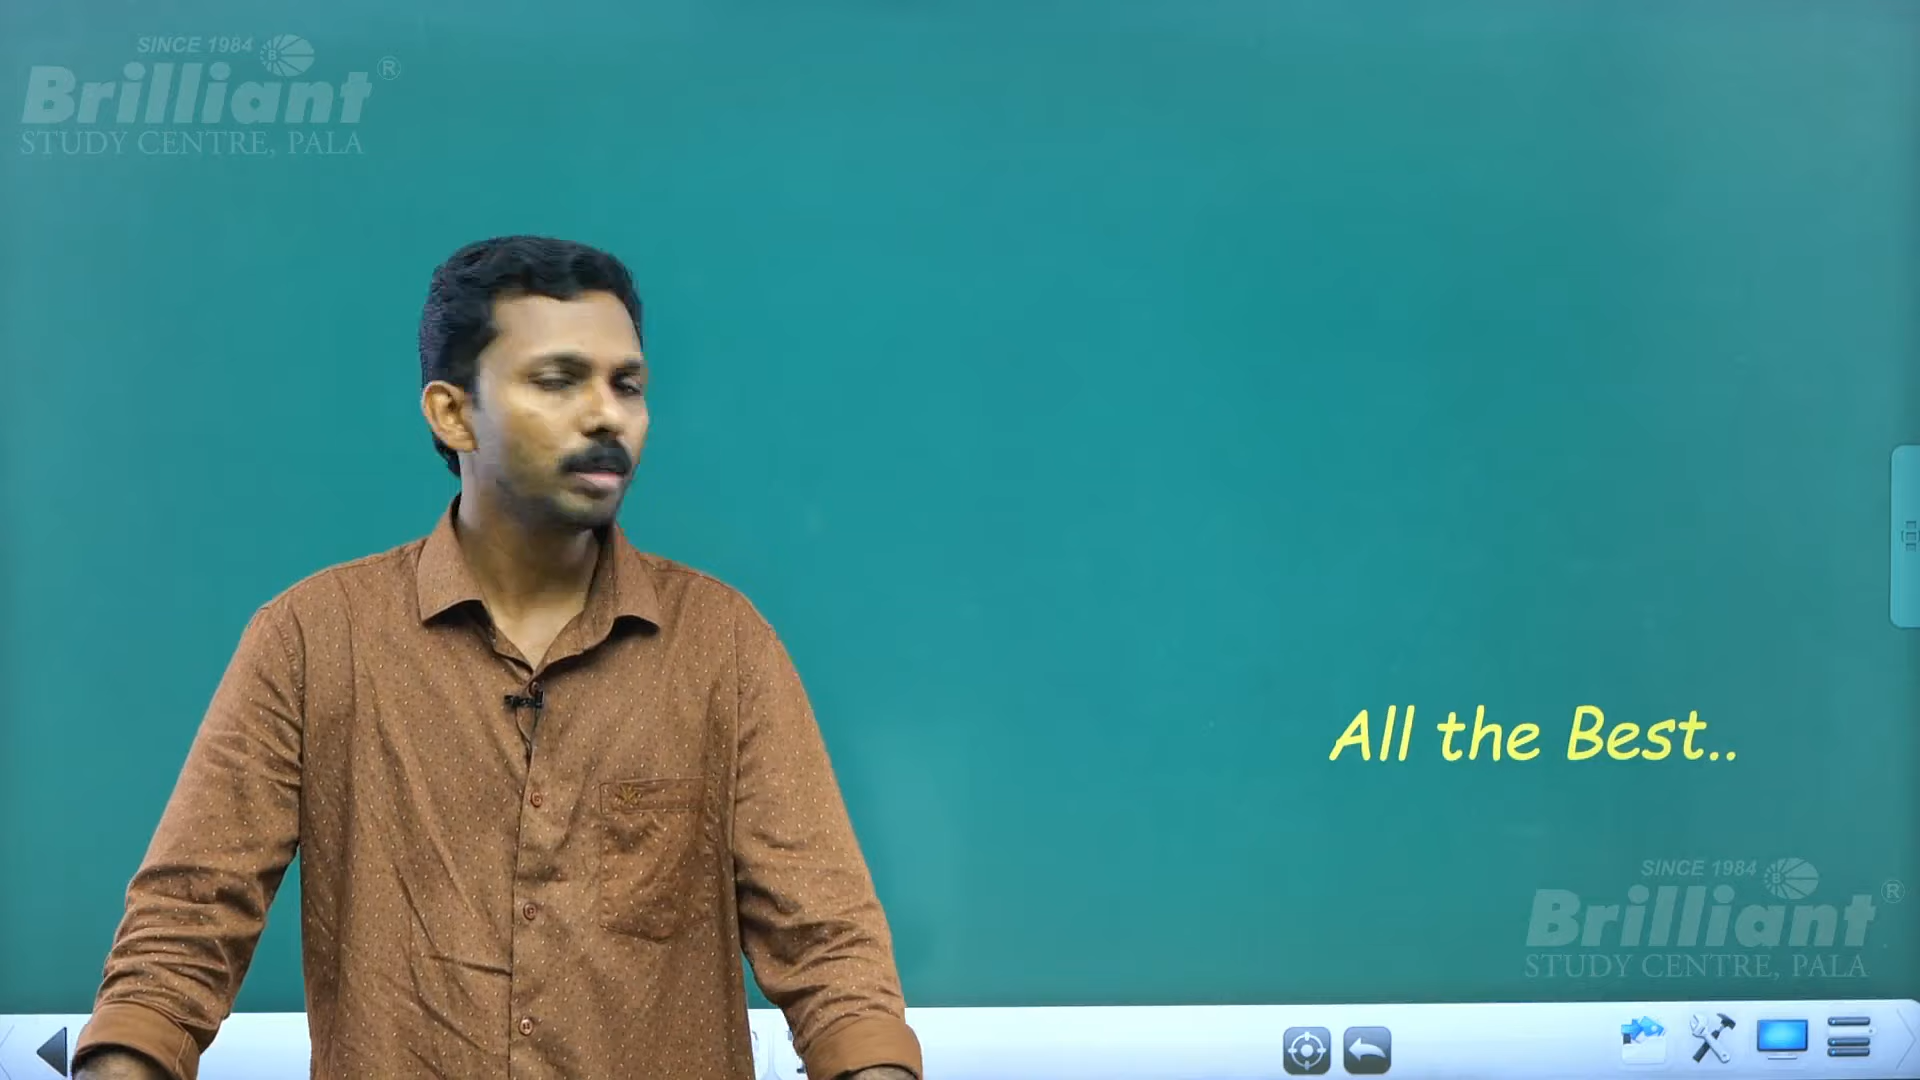 SINCE 1984
Brilliant®
STUDY CENTRE, PALA
All the Best..
SINCE 1984
Brilliant®
STUDY CENTRE, PALA